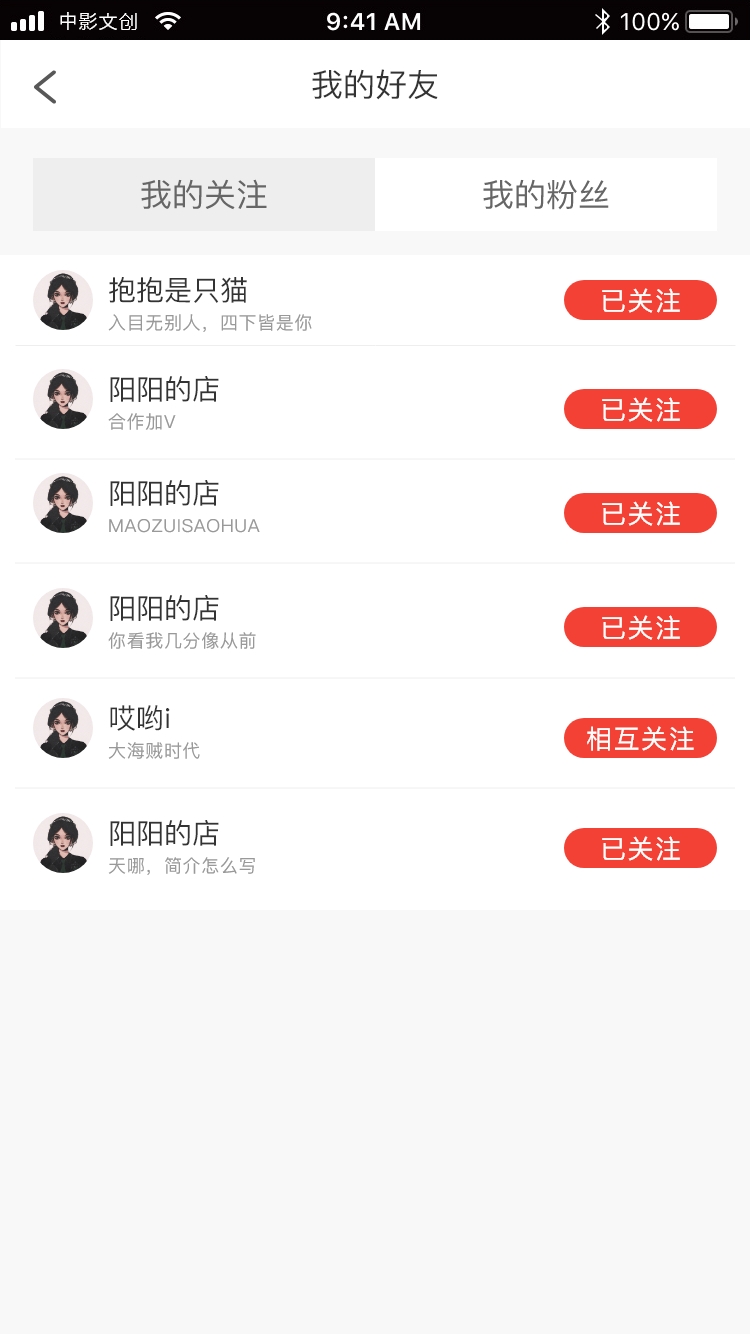 中影文创 9:41 AM 100%
我的好友
我的关注 我的粉丝
抱抱是只猫
入目无别人，四下皆是你
已关注
阳阳的店
合作加V
已关注
阳阳的店
MAOZUISAOHUA
已关注
阳阳的店
你看我几分像从前
已关注
哎哟i
大海贼时代
相互关注
阳阳的店
天哪，简介怎么写
已关注